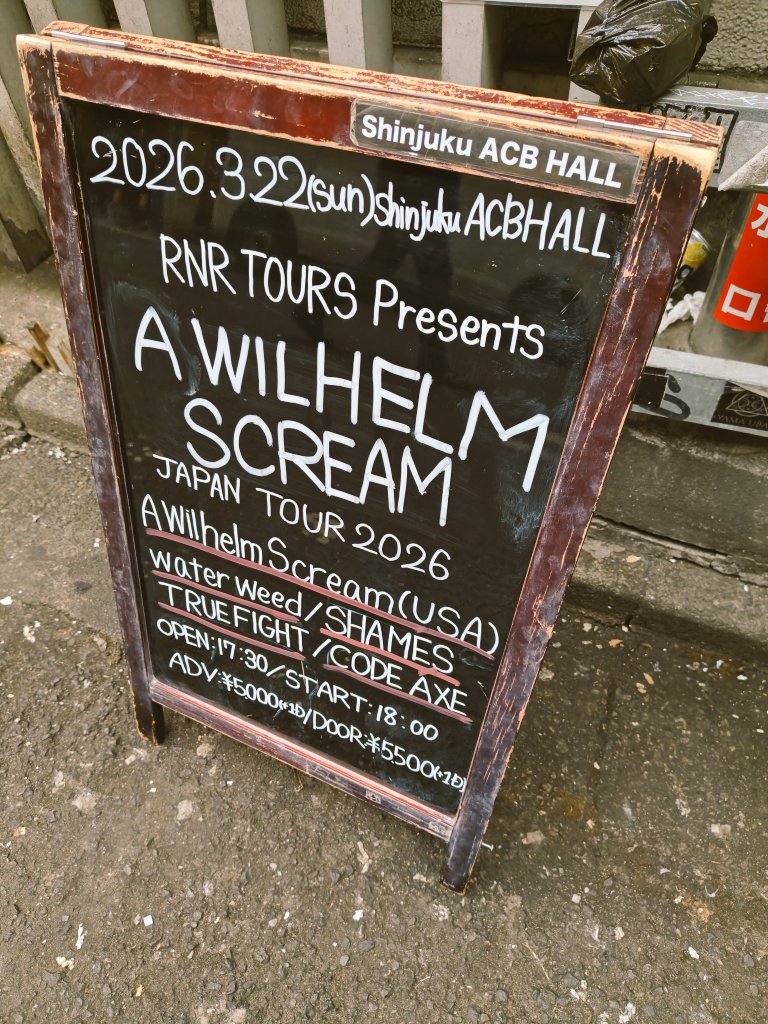 Shinjuku ACB HALL
2026.3.22(sun)shinjuku ACBHALL
RNR TOURS Presents
A WILHELM
SCREAM
JAPAN TOUR 2026
A Wilhelm Scream(USA)
water weed/SHAMES
TRUE FIGHT/CODE AXE
OPEN:17:30/START:18:00
ADV:¥5000(+1D)/DOOR:¥5500(+1D)
口